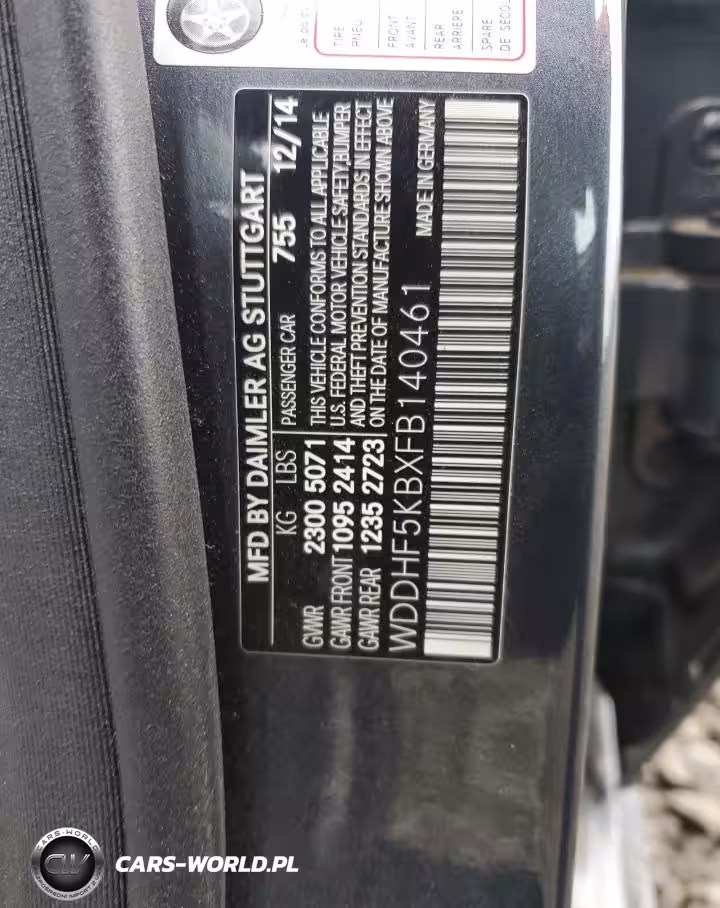 TIRE
PNEU
FRONT
AVANT
REAR
ARRIERE
SPARE
DE SECOU
MFD BY DAIMLER AG STUTTGART
KG LBS PASSENGER CAR 755 12/14
GVWR 2300 5071 THIS VEHICLE CONFORMS TO ALL APPLICABLE
GAWR FRONT 1095 2414 U.S. FEDERAL MOTOR VEHICLE SAFETY,BUMPER
GAWR REAR 1235 2723 AND THEFT PREVENTION STANDARDS IN EFFECT
ON THE DATE OF MANUFACTURE SHOWN ABOVE
WDDHF5KBXFB140461 MADE IN GERMANY
CARS-WORLD
CW
CARS-WORLD.PL